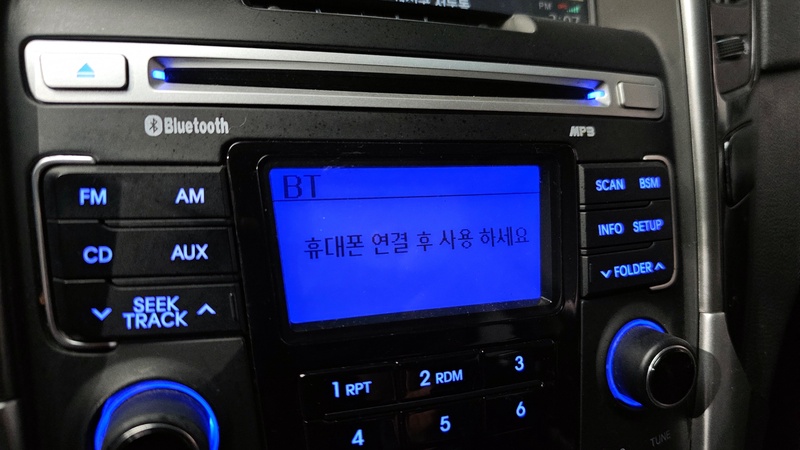 PM
Bluetooth
MP3
FM
AM
CD
AUX
SEEK
TRACK
BT
휴대폰 연결 후 사용 하세요
SCAN
BSM
INFO
SETUP
FOLDER
1 RPT
2 RDM
3
4
5
6
TUNE